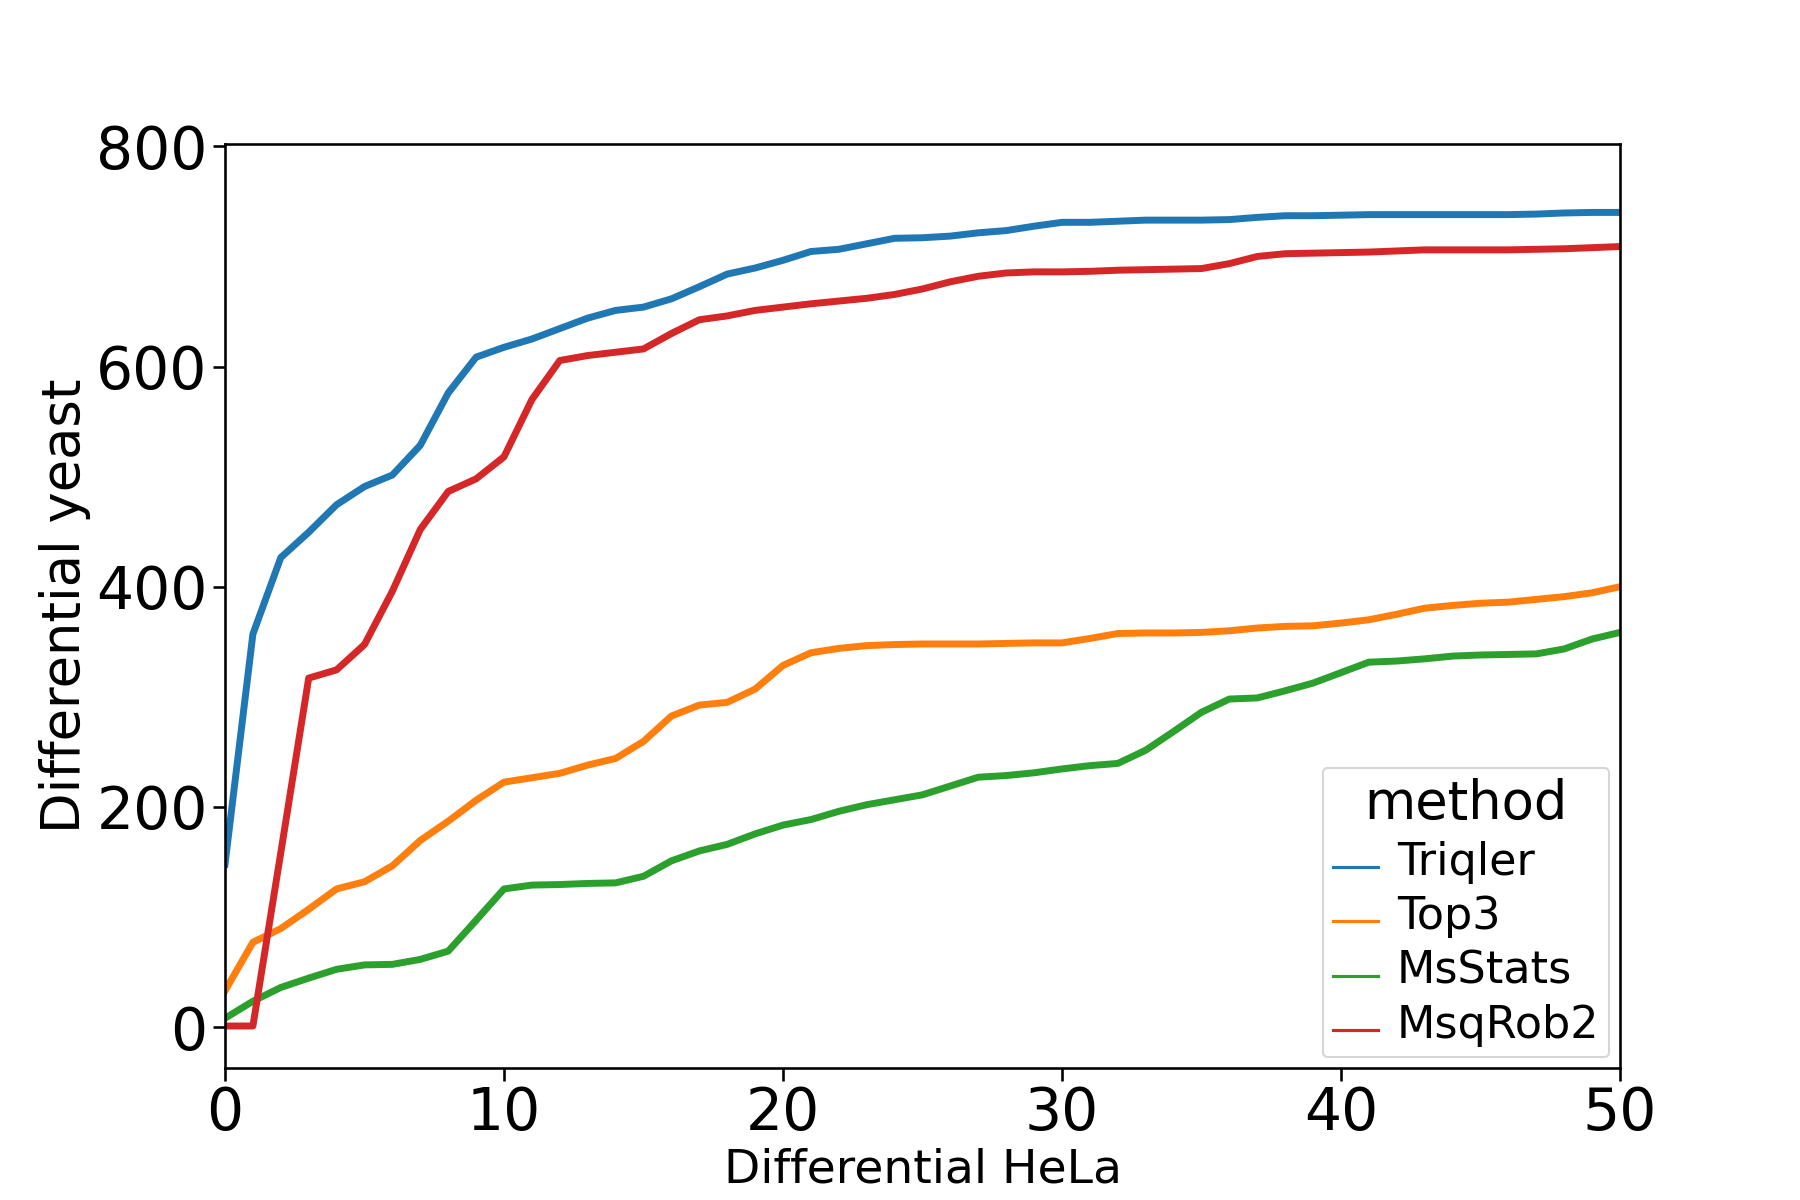 800
600
400
200
0
Differential yeast
0 10 20 30 40 50
Differential HeLa
method
Triqler
Top3
MsStats
MsqRob2